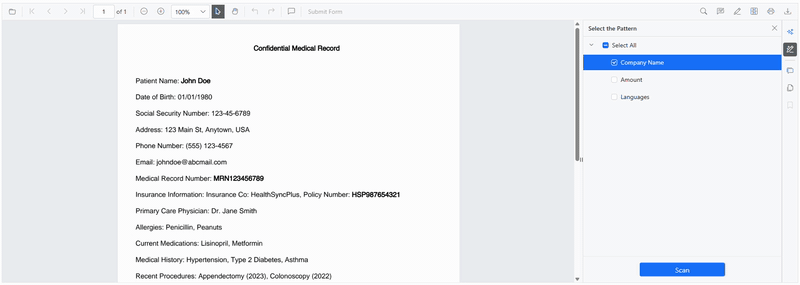 1 of 1 100% Submit Form
Confidential Medical Record
Patient Name: John Doe
Date of Birth: 01/01/1980
Social Security Number: 123-45-6789
Address: 123 Main St, Anytown, USA
Phone Number: (555) 123-4567
Email: johndoe@abcmail.com
Medical Record Number: MRN123456789
Insurance Information: Insurance Co: HealthSyncPlus, Policy Number: HSP987654321
Primary Care Physician: Dr. Jane Smith
Allergies: Penicillin, Peanuts
Current Medications: Lisinopril, Metformin
Medical History: Hypertension, Type 2 Diabetes, Asthma
Recent Procedures: Appendectomy (2023), Colonoscopy (2022)
Select the Pattern
Select All
Company Name
Amount
Languages
Scan